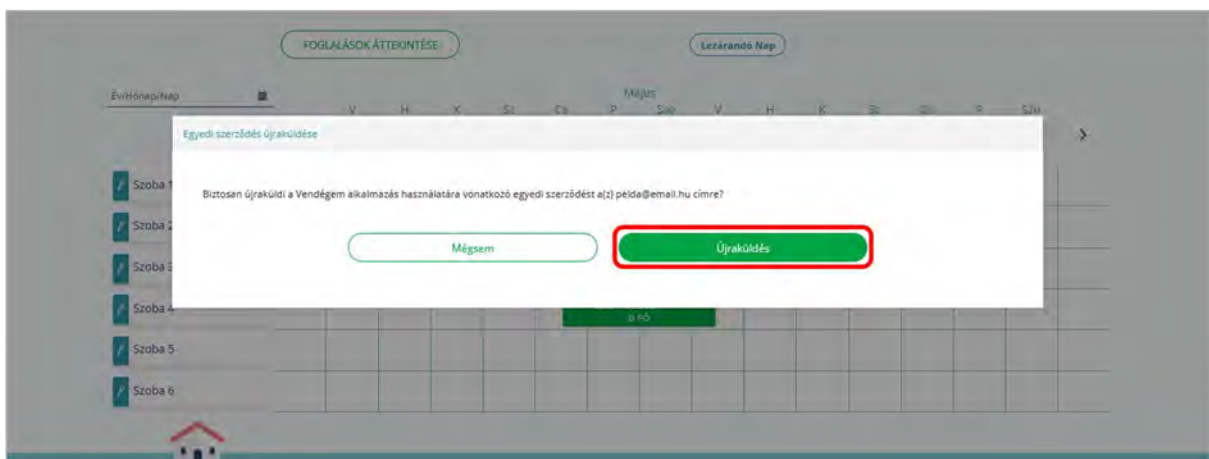 FOGLALÁSOK ÁTTEKINTÉSE
Lezárandó Nap
Év/Hónap/Nap
Május
V H K Sz Cs P Szo V H K Sz Cs P Szo
Egyedi szerződés újraküldése
Szoba 1
Biztosan újraküldi a Vendégem alkalmazás használatára vonatkozó egyedi szerződést a(z) pelda@email.hu címre?
Szoba 2
Mégsem
Újraküldés
Szoba 3
Szoba 4
0 FŐ
Szoba 5
Szoba 6